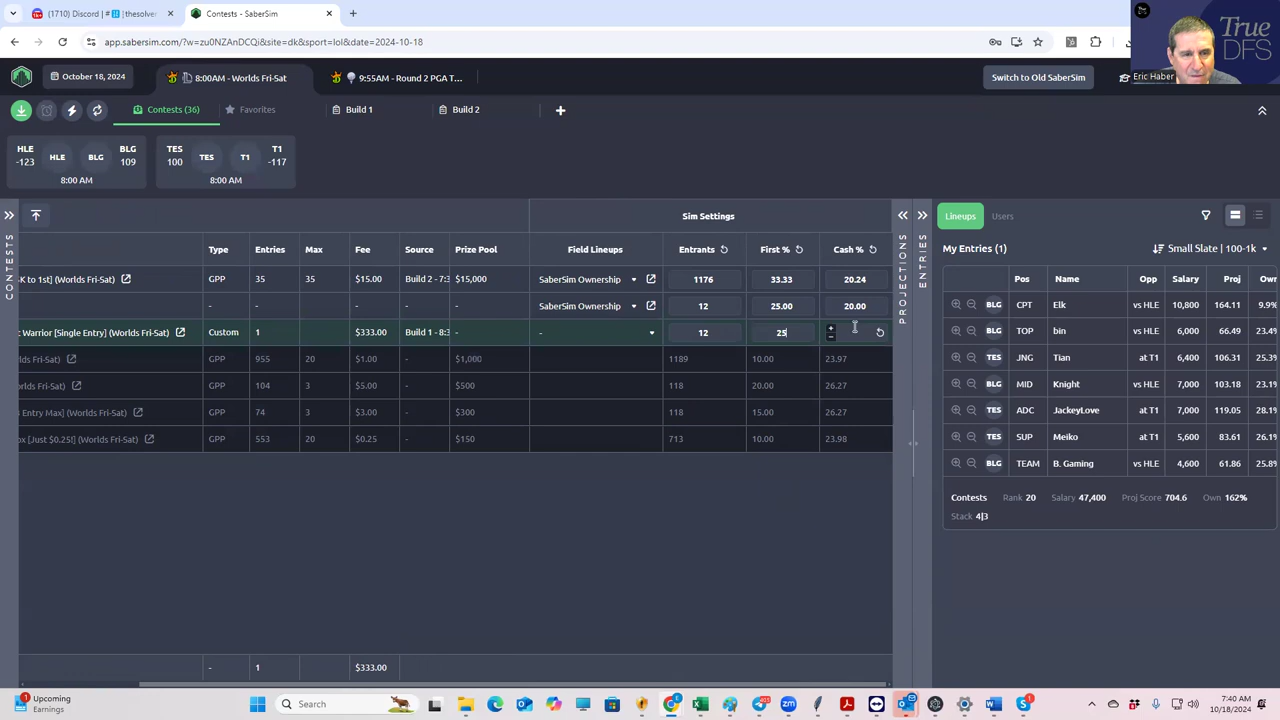 (1710) Discord | #
| thesolver
Contests - SaberSim
True
DFS
Eric Haber
app.sabersim.com/?w=zu0NZAnDCQi&site=dk&sport=lol&date=2024-10-18
October 18, 2024
8:00AM - Worlds Fri-Sat
9:55AM - Round 2 PGA T...
Switch to Old SaberSim
Contests (36)
Favorites
Build 1
Build 2
HLE BLG TES T1
-123 HLE BLG 109 100 TES T1 -117
8:00 AM 8:00 AM
Sim Settings
Lineups Users
CONTESTS
PROJECTIONS
ENTRIES
Type Entries Max Fee Source Prize Pool Field Lineups Entrants First % Cash %
K to 1st] (Worlds Fri-Sat) GPP 35 35 $15.00 Build 2 - 7: $15,000 SaberSim Ownership 1176 33.33 20.24
- - - - - - SaberSim Ownership 12 25.00 20.00
t Warrior [Single Entry] (Worlds Fri-Sat) Custom 1 $333.00 Build 1 - 8: - - 12 25
lds Fri-Sat) GPP 955 20 $1.00 - $1,000 1189 10.00 23.97
orlds Fri-Sat) GPP 104 3 $5.00 - $500 118 20.00 26.27
Entry Max] (Worlds Fri-Sat) GPP 74 3 $3.00 - $300 118 15.00 26.27
ox [Just $0.25!] (Worlds Fri-Sat) GPP 553 20 $0.25 - $150 713 10.00 23.98
- 1 $333.00
My Entries (1) Small Slate | 100-1k
Pos Name Opp Salary Proj Own
BLG CPT Elk vs HLE 10,800 164.11 9.9%
BLG TOP bin vs HLE 6,000 66.49 23.4%
TES JNG Tian at T1 6,400 106.31 25.3%
BLG MID Knight vs HLE 7,000 103.18 23.1%
TES ADC JackeyLove at T1 7,000 119.05 28.1%
TES SUP Meiko at T1 5,600 83.61 26.1%
BLG TEAM B. Gaming vs HLE 4,600 61.86 25.8%
Contests Rank 20 Salary 47,400 Proj Score 704.6 Own 162%
Stack 4|3
Upcoming
Earnings
Search
7:40 AM
10/18/2024